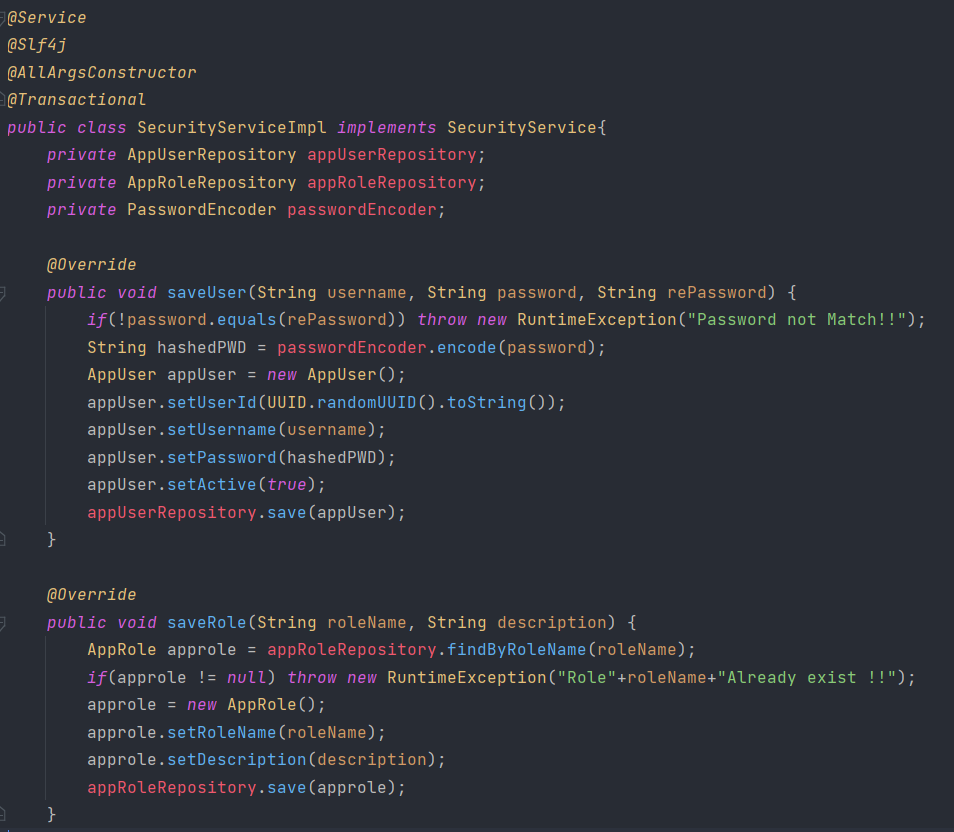 @Service
@Slf4j
@AllArgsConstructor
@Transactional
public class SecurityServiceImpl implements SecurityService{
    private AppUserRepository appUserRepository;
    private AppRoleRepository appRoleRepository;
    private PasswordEncoder passwordEncoder;

    @Override
    public void saveUser(String username, String password, String rePassword) {
        if(!password.equals(rePassword)) throw new RuntimeException("Password not Match!!");
        String hashedPWD = passwordEncoder.encode(password);
        AppUser appUser = new AppUser();
        appUser.setUserId(UUID.randomUUID().toString());
        appUser.setUsername(username);
        appUser.setPassword(hashedPWD);
        appUser.setActive(true);
        appUserRepository.save(appUser);
    }

    @Override
    public void saveRole(String roleName, String description) {
        AppRole approle = appRoleRepository.findByRoleName(roleName);
        if(approle != null) throw new RuntimeException("Role"+roleName+"Already exist !!");
        approle = new AppRole();
        approle.setRoleName(roleName);
        approle.setDescription(description);
        appRoleRepository.save(approle);
    }